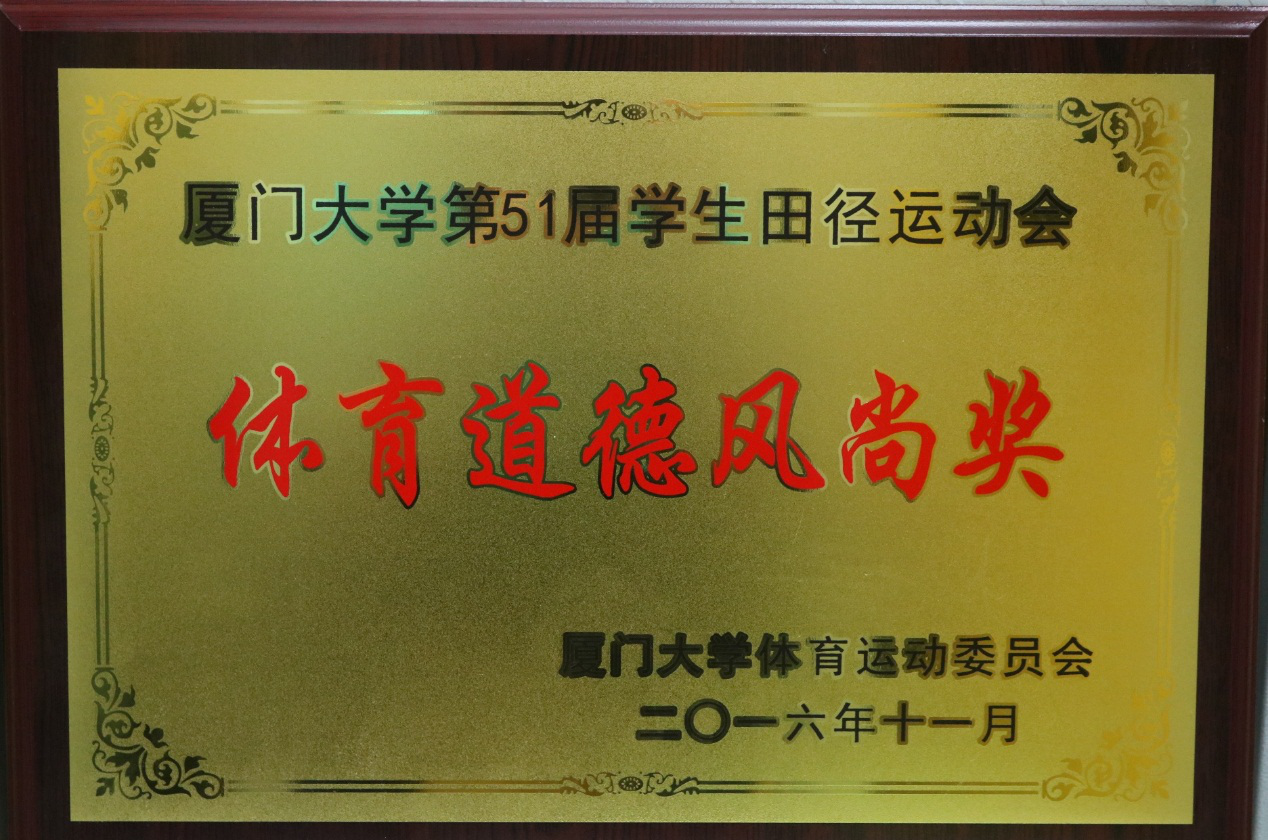 厦门大学第51届学生田径运动会
体育道德风尚奖
厦门大学体育运动委员会
二〇一六年十一月